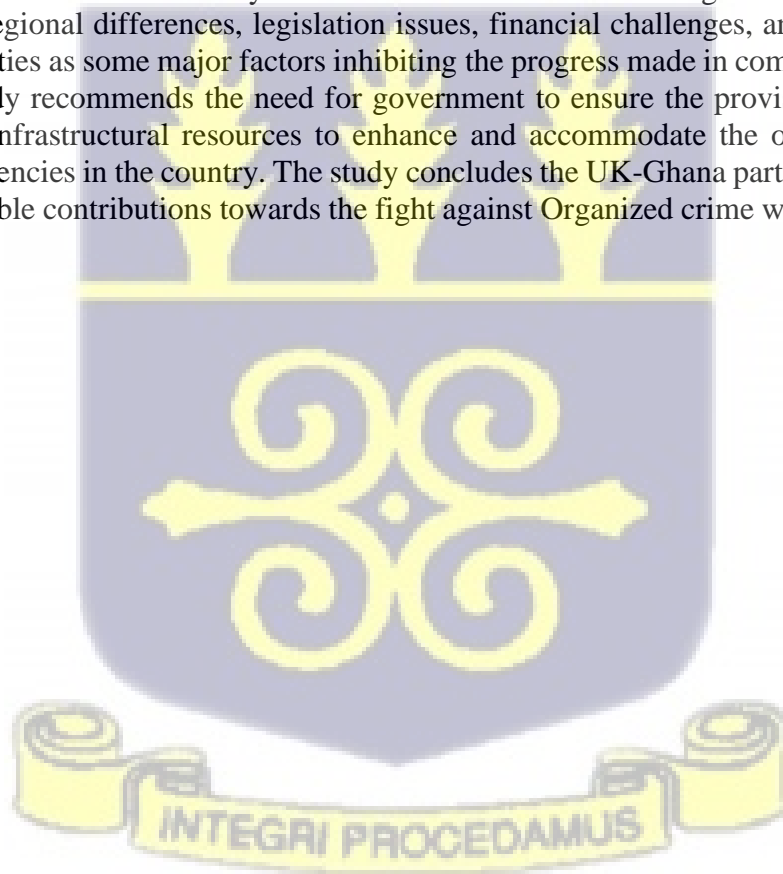 egional differences, legislation issues, financial challenges, an
ties as some major factors inhibiting the progress made in com
ly recommends the need for government to ensure the provi
nfrastructural resources to enhance and accommodate the o
encies in the country. The study concludes the UK-Ghana part
ble contributions towards the fight against Organized crime w
INTEGRI PROCEDAMUS